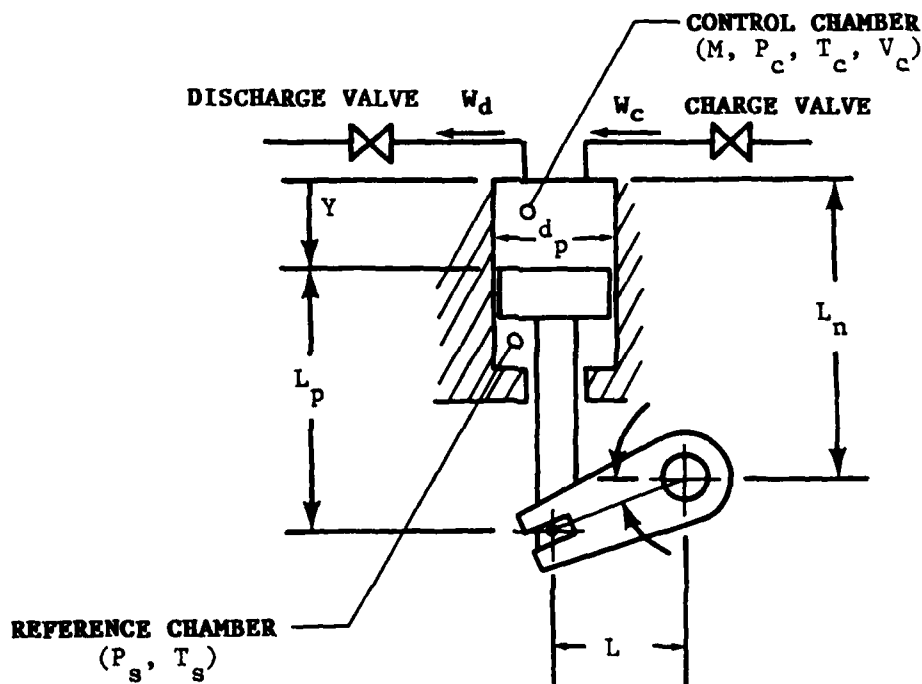 CONTROL CHAMBER
(M, P_c, T_c, V_c)
DISCHARGE VALVE
W_d
W_c
CHARGE VALVE
Y
d_p
L_n
L_p
L
REFERENCE CHAMBER
(P_s, T_s)